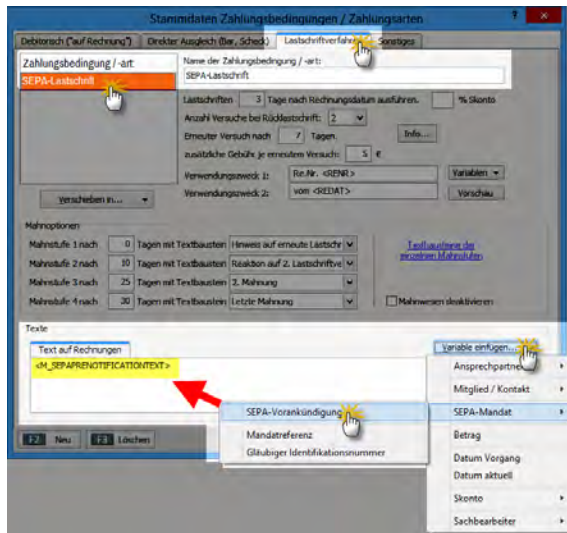 Stammdaten Zahlungsbedingungen / Zahlungsarten ? x
Debitorisch ("auf Rechnung") Direkter Ausgleich (Bar, Scheck) Lastschriftverfahren Sonstiges
Zahlungsbedingung / -art
SEPA-Lastschrift
Name der Zahlungsbedingung / -art:
SEPA-Lastschrift
Lastschriften 3 Tage nach Rechnungsdatum ausführen. % Skonto
Anzahl Versuche bei Rücklastschrift: 2
Erneuter Versuch nach 7 Tagen. Info...
zusätzliche Gebühr je erneutem Versuch: 5 €
Verwendungszweck 1: Re.Nr. <RENR> Variablen
Verwendungszweck 2: vom <REDAT> Vorschau
Verschieben in...
Mahnoptionen
Mahnstufe 1 nach 0 Tagen mit Textbaustein Hinweis auf erneute Lastschr
Mahnstufe 2 nach 10 Tagen mit Textbaustein Reaktion auf 2. Lastschriftve
Mahnstufe 3 nach 25 Tagen mit Textbaustein 2. Mahnung
Mahnstufe 4 nach 30 Tagen mit Textbaustein Letzte Mahnung
Textbausteine der
einzelnen Mahnstufen
Mahnwesen deaktivieren
Texte
Text auf Rechnungen
Variable einfügen...
<M_SEPAPRENOTIFICATIONTEXT>
Ansprechpartner
Mitglied / Kontakt
SEPA-Mandat
Betrag
Datum Vorgang
Datum aktuell
Skonto
Sachbearbeiter
SEPA-Vorankündigung
Mandatreferenz
Gläubiger Identifikationsnummer
F2 Neu F3 Löschen